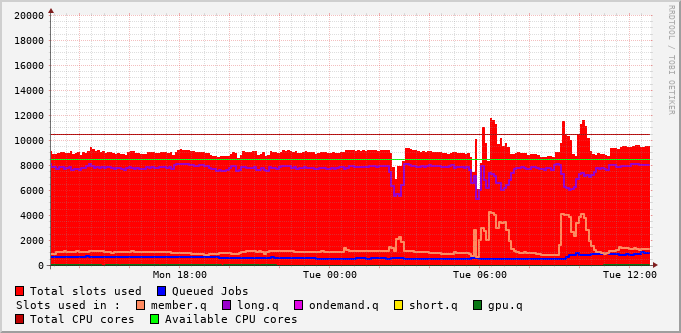 20000
18000
16000
14000
12000
10000
8000
6000
4000
2000
0
Mon 18:00 Tue 00:00 Tue 06:00 Tue 12:00
Total slots used Queued Jobs
Slots used in : member.q long.q ondemand.q short.q gpu.q
Total CPU cores Available CPU cores
RRDTOOL / TOBI OETIKER